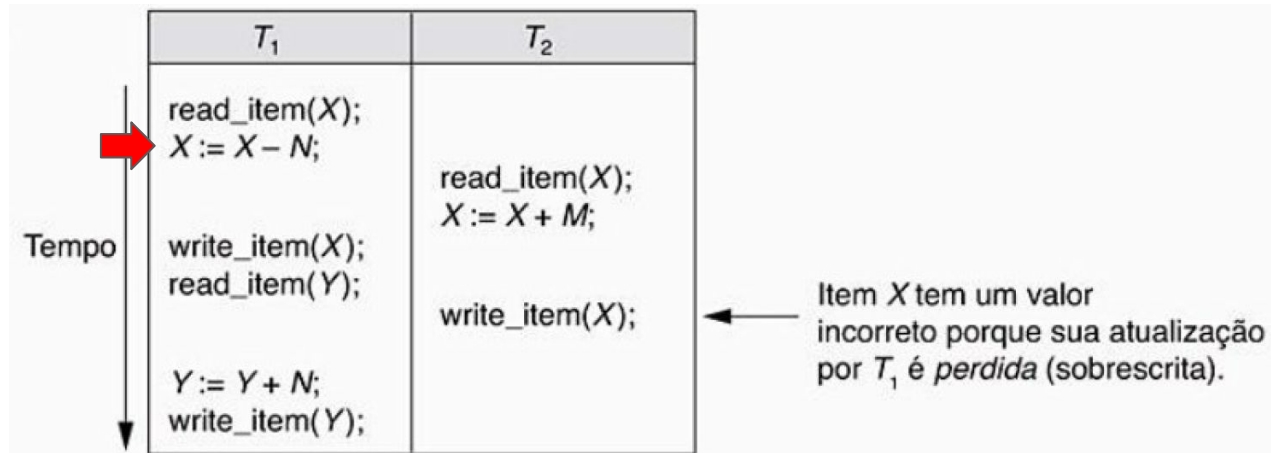 T₁ T₂
read_item(X);
X := X – N;
read_item(X);
X := X + M;
Tempo
write_item(X);
read_item(Y);
write_item(X);
Item X tem um valor
incorreto porque sua atualização
por T₁ é perdida (sobrescrita).
Y := Y + N;
write_item(Y);